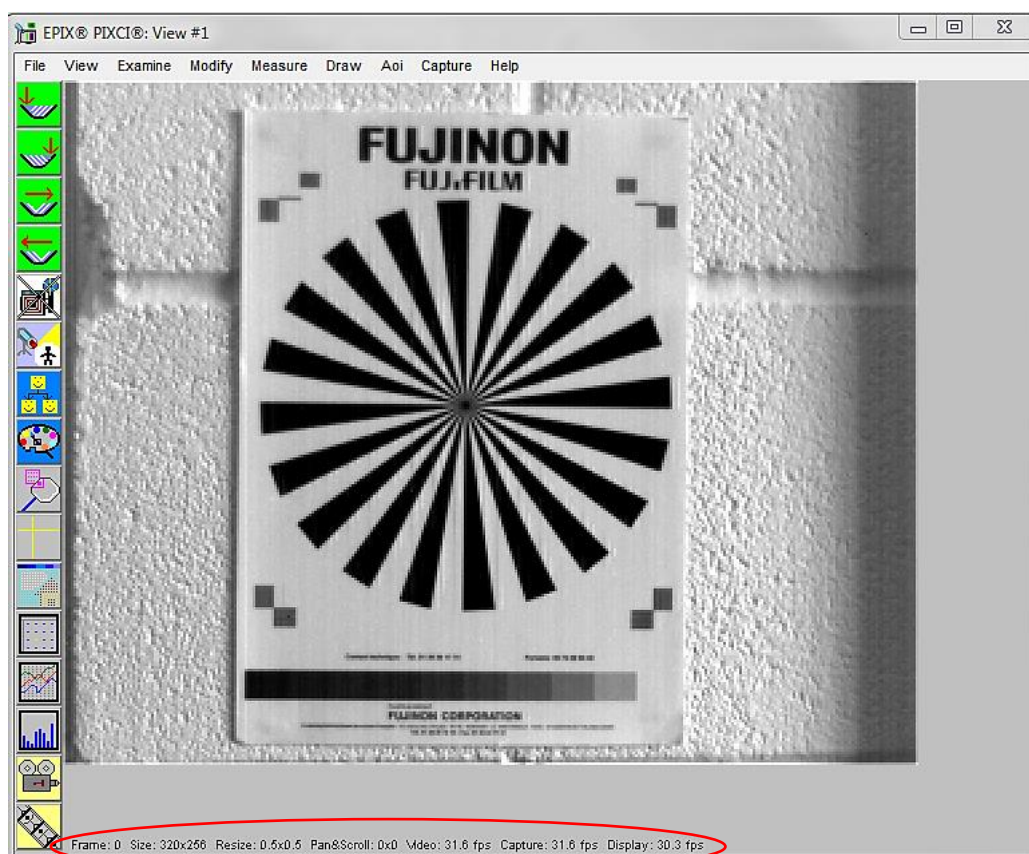 EPIX® PIXCI®: View #1
File View Examine Modify Measure Draw Aoi Capture Help
FUJINON
FUJIFILM
FUJINON CORPORATION
Frame: 0 Size: 320x256 Resize: 0.5x0.5 Pan&Scroll: 0x0 Video: 31.6 fps Capture: 31.6 fps Display: 30.3 fps